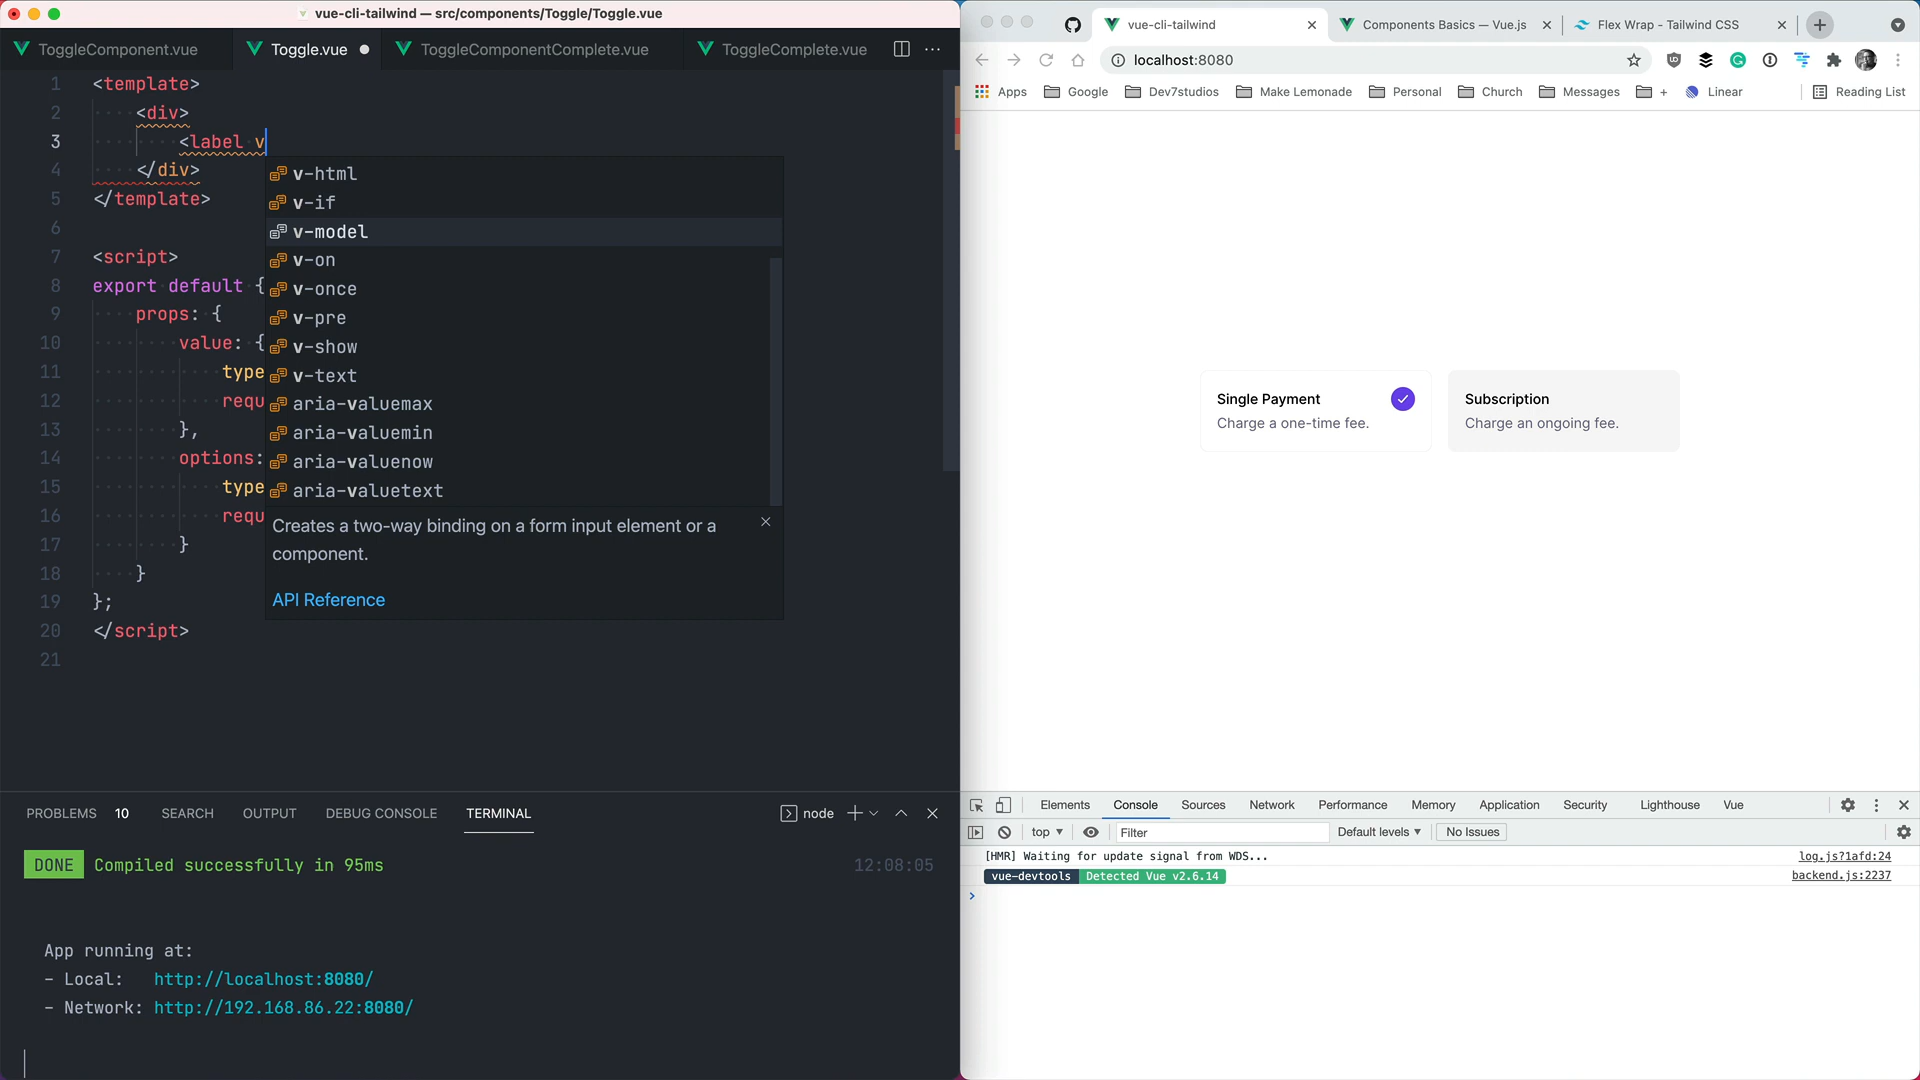 vue-cli-tailwind — src/components/Toggle/Toggle.vue
ToggleComponent.vue
Toggle.vue
ToggleComponentComplete.vue
ToggleComplete.vue
1 <template>
2 <div>
3 <label v
4 </div>
5 </template>
6
7 <script>
8 export default {
9 props: {
10 value: {
11 type
12 requ
13 },
14 options:
15 type
16 requ
17 }
18 }
19 };
20 </script>
21
v-html
v-if
v-model
v-on
v-once
v-pre
v-show
v-text
aria-valuemax
aria-valuemin
aria-valuenow
aria-valuetext
Creates a two-way binding on a form input element or a
component.
API Reference
PROBLEMS 10 SEARCH OUTPUT DEBUG CONSOLE TERMINAL node
DONE Compiled successfully in 95ms 12:08:05
App running at:
- Local: http://localhost:8080/
- Network: http://192.168.86.22:8080/
vue-cli-tailwind
Components Basics — Vue.js
Flex Wrap - Tailwind CSS
localhost:8080
Apps Google Dev7studios Make Lemonade Personal Church Messages + Linear Reading List
Single Payment
Charge a one-time fee.
Subscription
Charge an ongoing fee.
Elements Console Sources Network Performance Memory Application Security Lighthouse Vue
top Filter Default levels No Issues
[HMR] Waiting for update signal from WDS... log.js?1afd:24
vue-devtools Detected Vue v2.6.14 backend.js:2237